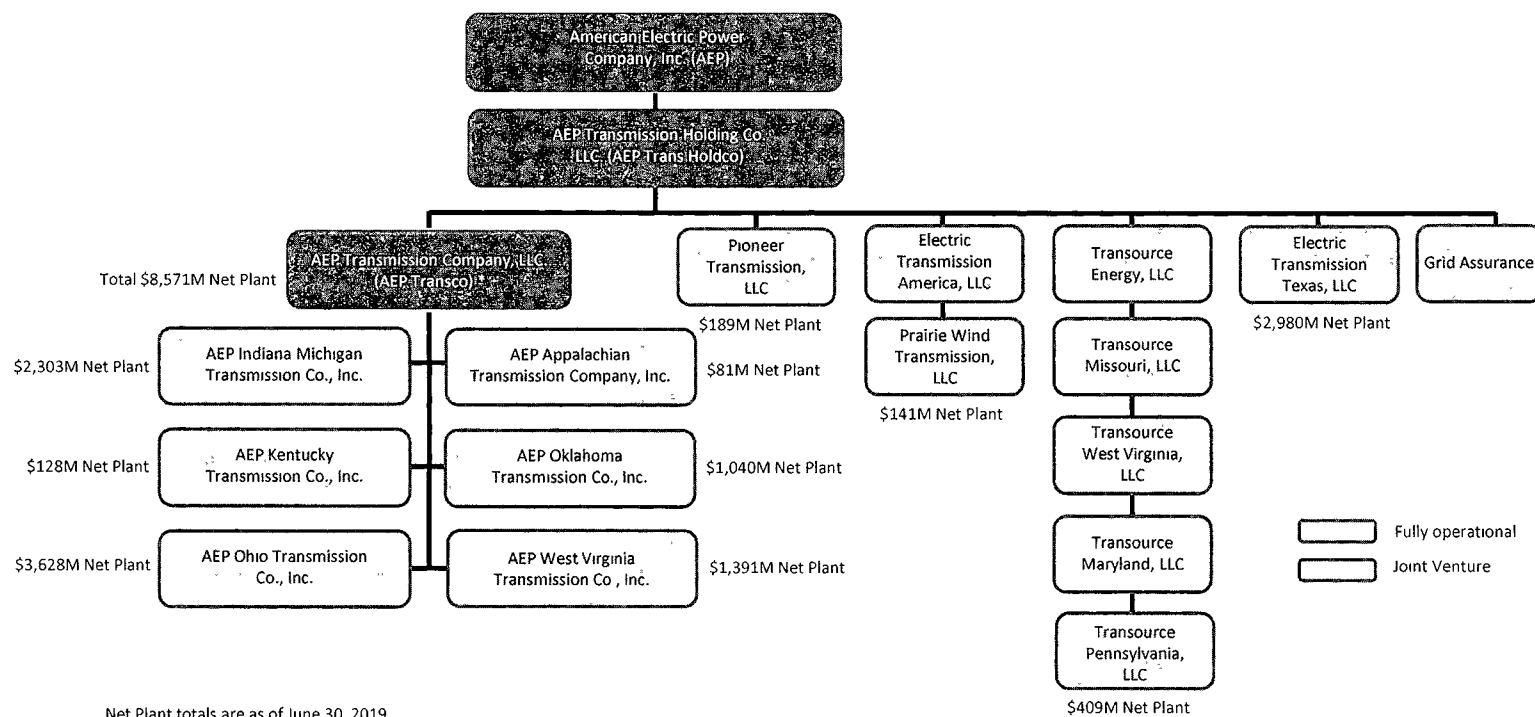 American Electric Power
Company, Inc. (AEP)
AEP Transmission Holding Co.
LLC, (AEP Trans Holdco)
Total $8,571M Net Plant
AEP Transmission Company, LLC
(AEP Transco)
Pioneer
Transmission,
LLC
$189M Net Plant
Electric
Transmission
America, LLC
Prairie Wind
Transmission,
LLC
$141M Net Plant
Transource
Energy, LLC
Transource
Missouri, LLC
Transource
West Virginia,
LLC
Transource
Maryland, LLC
Transource
Pennsylvania,
LLC
$409M Net Plant
Electric
Transmission
Texas, LLC
$2,980M Net Plant
Grid Assurance
$2,303M Net Plant
AEP Indiana Michigan
Transmission Co., Inc.
AEP Appalachian
Transmission Company, Inc.
$81M Net Plant
$128M Net Plant
AEP Kentucky
Transmission Co., Inc.
AEP Oklahoma
Transmission Co., Inc.
$1,040M Net Plant
$3,628M Net Plant
AEP Ohio Transmission
Co., Inc.
AEP West Virginia
Transmission Co , Inc.
$1,391M Net Plant
Fully operational
Joint Venture
Net Plant totals are as of June 30, 2019